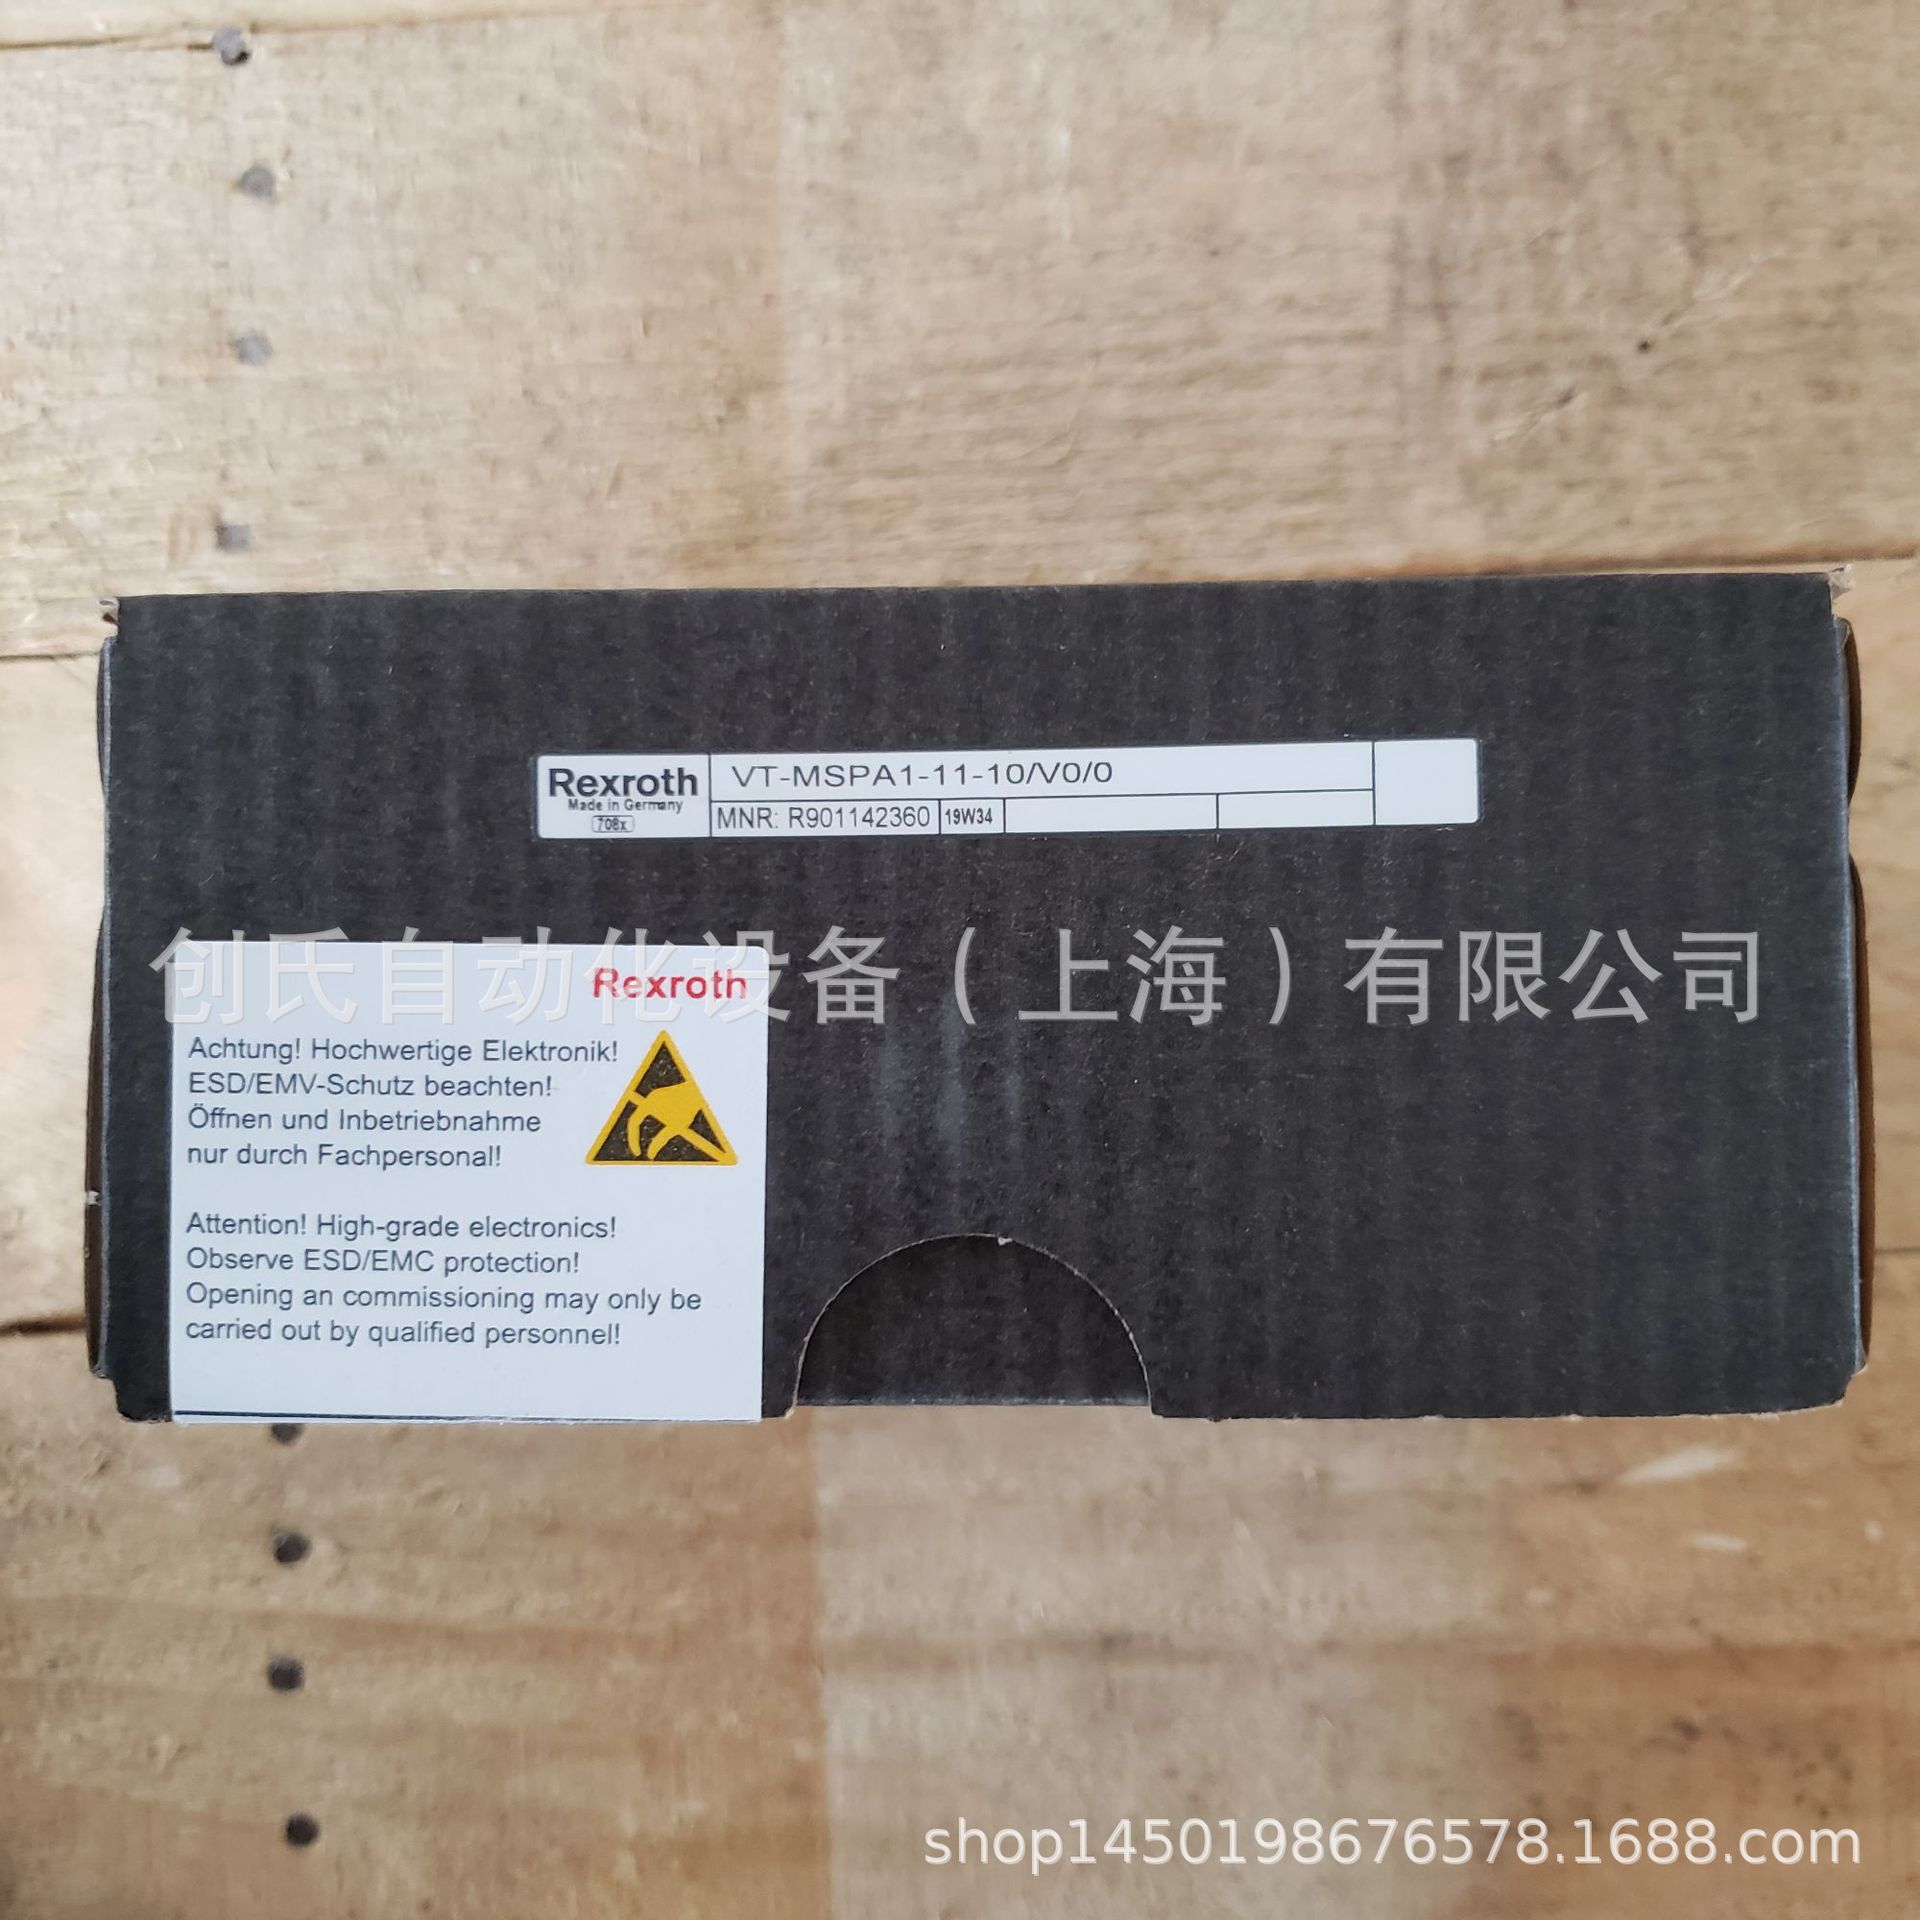 Rexroth
Made in Germany
708x
VT-MSPA1-11-10/V0/0
MNR: R901142360
19W34
创氏自动化设备（上海）有限公司
Rexroth
Achtung! Hochwertige Elektronik!
ESD/EMV-Schutz beachten!
Öffnen und Inbetriebnahme
nur durch Fachpersonal!
Attention! High-grade electronics!
Observe ESD/EMC protection!
Opening an commissioning may only be
carried out by qualified personnel!
shop1450198676578.1688.com